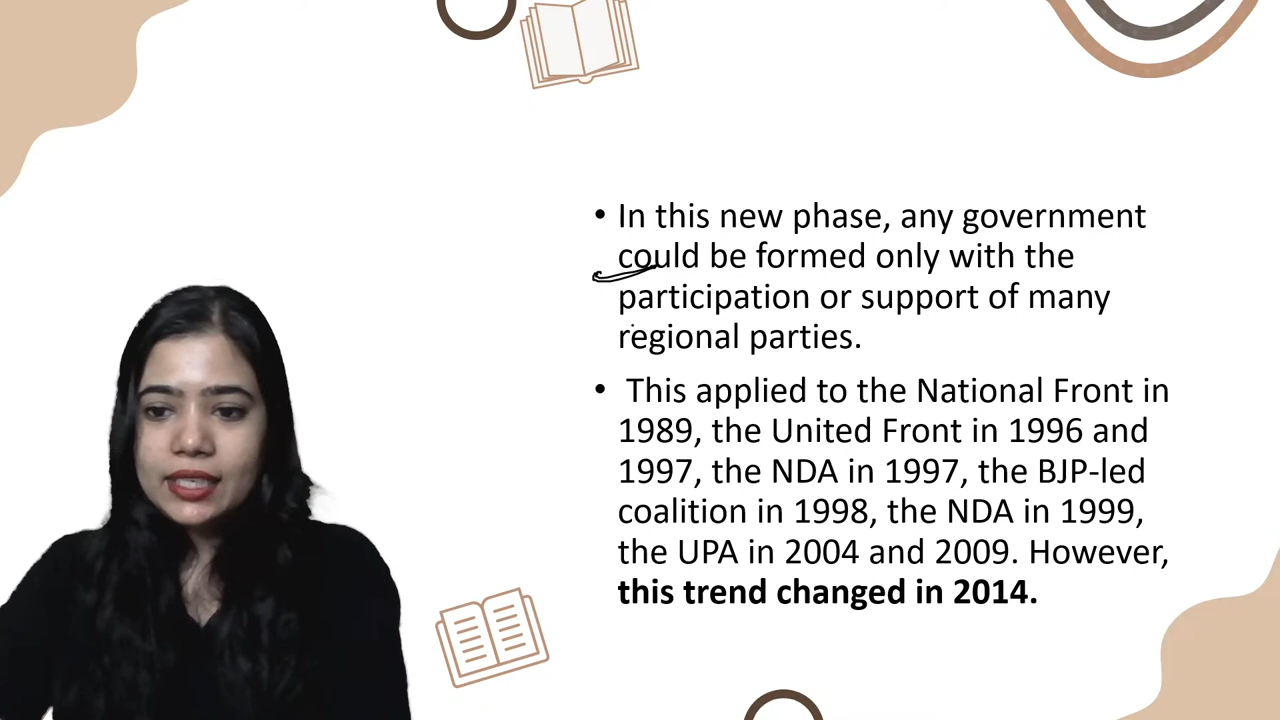 • In this new phase, any government
could be formed only with the
participation or support of many
regional parties.
• This applied to the National Front in
1989, the United Front in 1996 and
1997, the NDA in 1997, the BJP-led
coalition in 1998, the NDA in 1999,
the UPA in 2004 and 2009. However,
this trend changed in 2014.